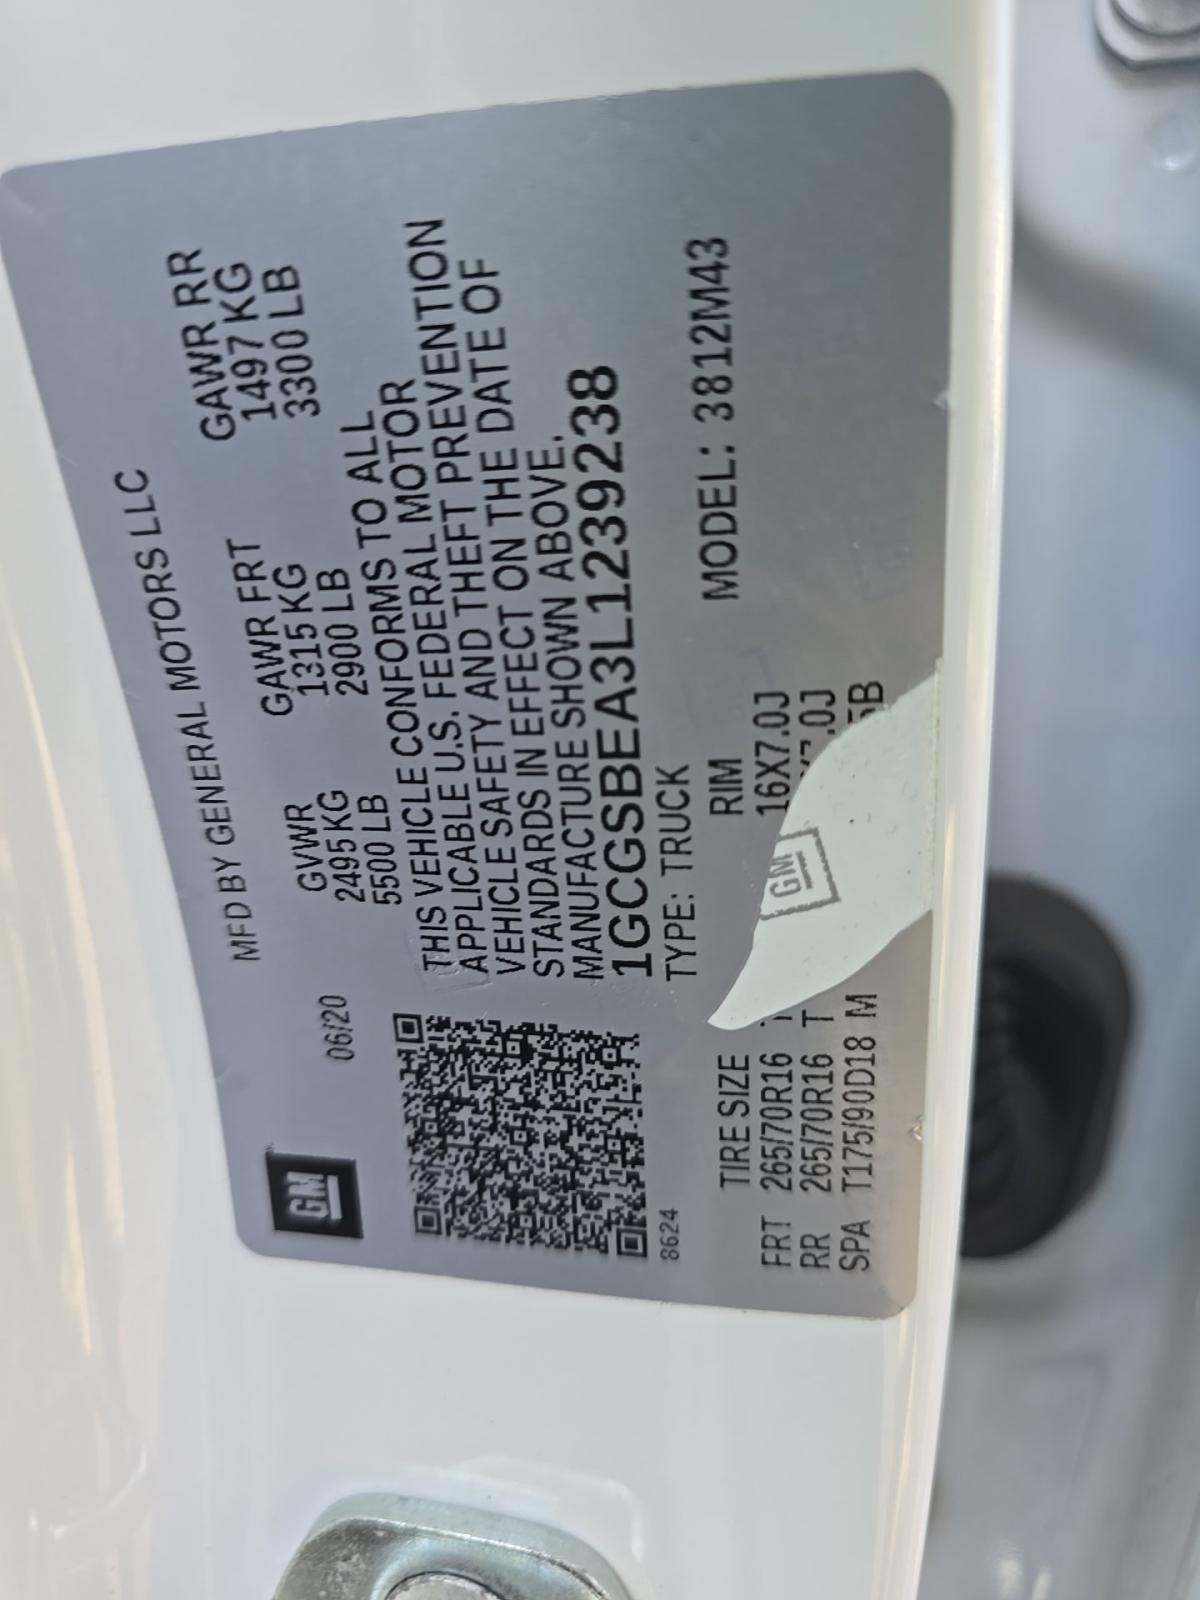 GM
MFD BY GENERAL MOTORS LLC
06/20
GVWR GAWR FRT GAWR RR
2495 KG 1315 KG 1497 KG
5500 LB 2900 LB 3300 LB
THIS VEHICLE CONFORMS TO ALL
APPLICABLE U.S. FEDERAL MOTOR
VEHICLE SAFETY AND THEFT PREVENTION
STANDARDS IN EFFECT ON THE DATE OF
MANUFACTURE SHOWN ABOVE.
1GCGSBEA3L1239238
8624
TYPE: TRUCK MODEL: 3812M43
TIRE SIZE RIM
FRT 265/70R16 16X7.0J
RR 265/70R16 T
SPA T175/90D18 M
GM